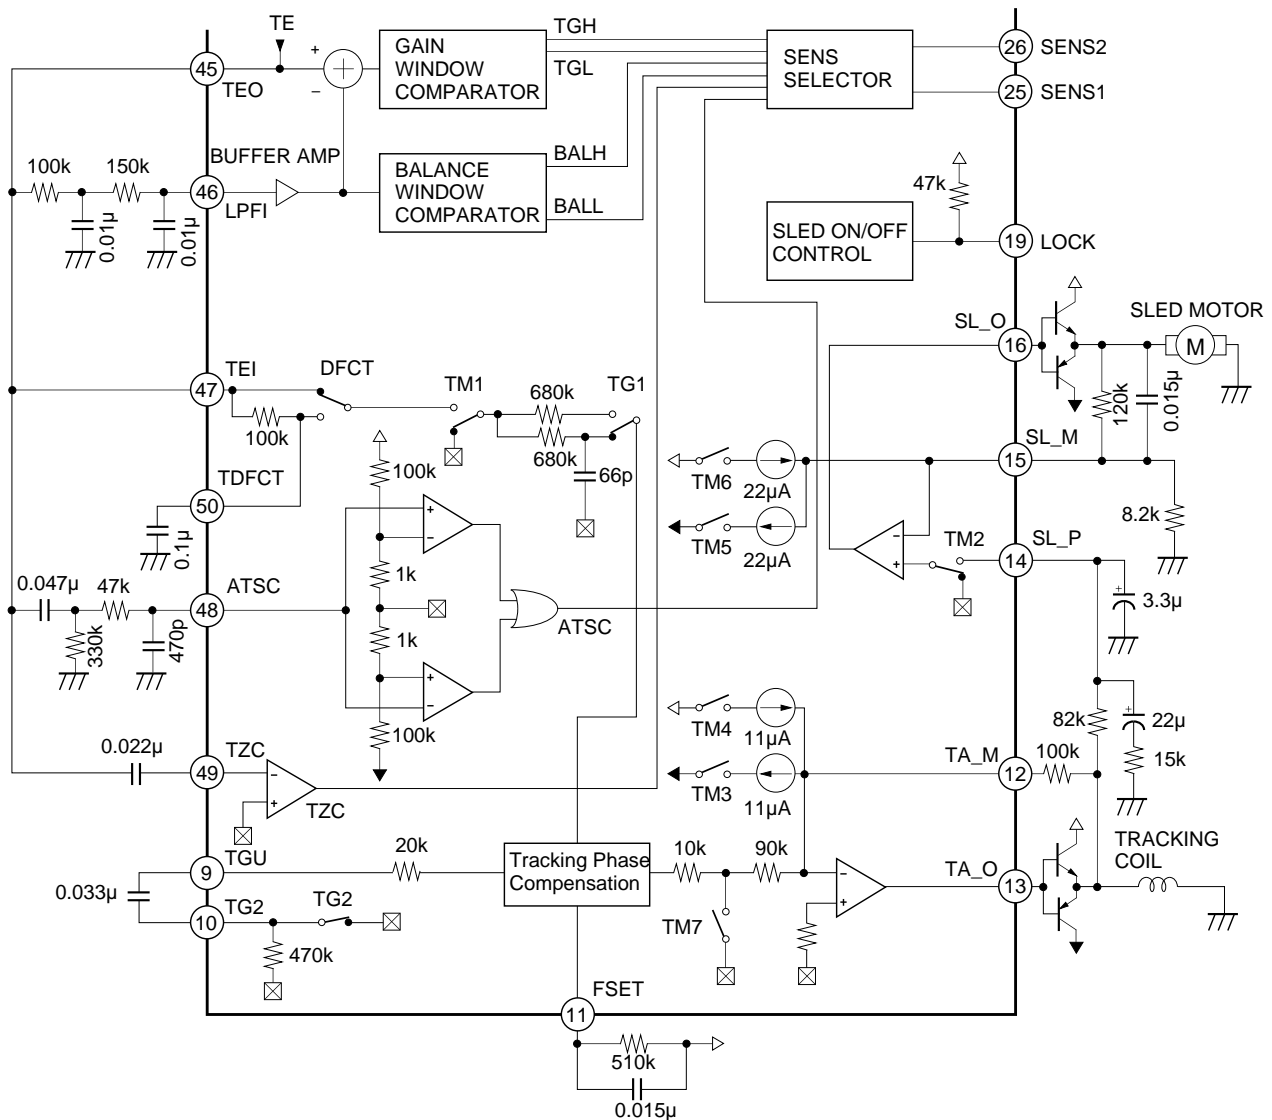 TE
TGH
TGL
GAIN
WINDOW
COMPARATOR
SENS
SELECTOR
26
SENS2
25
SENS1
45
TEO
+
−
BUFFER AMP
100k
150k
46
LPFI
0.01µ
0.01µ
BALANCE
WINDOW
COMPARATOR
BALH
BALL
47k
SLED ON/OFF
CONTROL
19
LOCK
SL_O
16
SLED MOTOR
M
120k
0.015µ
TEI
47
DFCT
100k
TM1
680k
680k
TG1
66p
TDFCT
50
0.1µ
100k
+
−
1k
1k
+
−
100k
TM6
22µA
TM5
22µA
SL_M
15
8.2k
−
+
TM2
SL_P
14
3.3µ
0.047µ
47k
ATSC
48
330k
470p
ATSC
TM4
11µA
TM3
11µA
82k
22µ
15k
TA_M
12
100k
0.022µ
TZC
49
−
+
TZC
TGU
9
20k
Tracking Phase
Compensation
10k
90k
−
+
TA_O
13
TRACKING
COIL
0.033µ
TG2
10
TG2
470k
TM7
FSET
11
510k
0.015µ